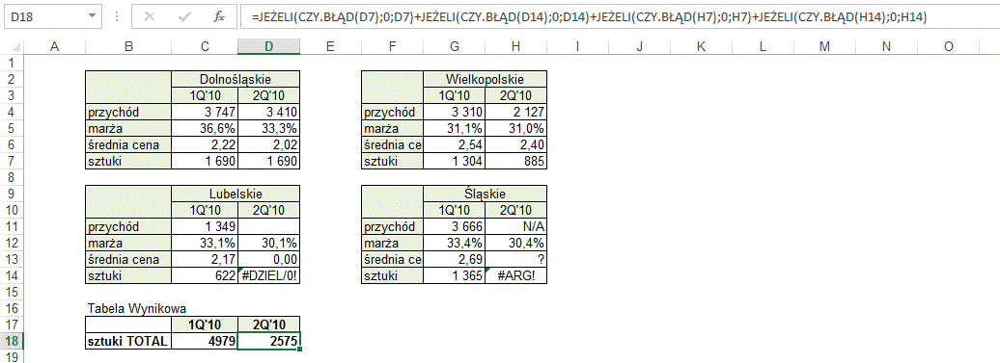 D18 fx =JEŻELI(CZY.BŁĄD(D7);0;D7)+JEŻELI(CZY.BŁĄD(D14);0;D14)+JEŻELI(CZY.BŁĄD(H7);0;H7)+JEŻELI(CZY.BŁĄD(H14);0;H14)
A B C D E F G H I J K L M N O
1
2 Dolnośląskie Wielkopolskie
3 1Q'10 2Q'10 1Q'10 2Q'10
4 przychód 3 747 3 410 przychód 3 310 2 127
5 marża 36,6% 33,3% marża 31,1% 31,0%
6 średnia cena 2,22 2,02 średnia ce 2,54 2,40
7 sztuki 1 690 1 690 sztuki 1 304 885
8
9 Lubelskie Śląskie
10 1Q'10 2Q'10 1Q'10 2Q'10
11 przychód 1 349 przychód 3 666 N/A
12 marża 33,1% 30,1% marża 33,4% 30,4%
13 średnia cena 2,17 0,00 średnia ce 2,69 ?
14 sztuki 622 #DZIEL/0! sztuki 1 365 #ARG!
15
16 Tabela Wynikowa
17 1Q'10 2Q'10
18 sztuki TOTAL 4979 2575
19